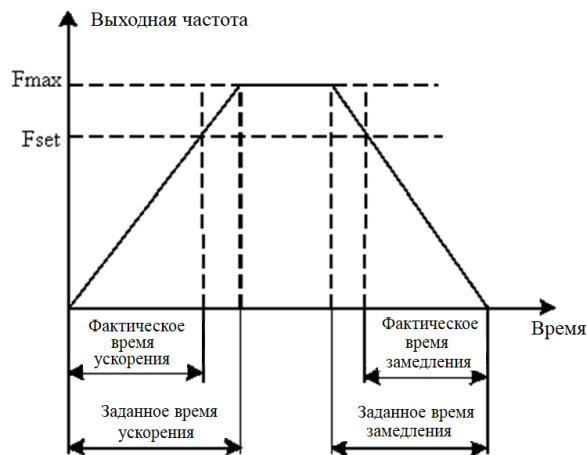 Выходная частота
Fmax
Fset
Время
Фактическое
время
ускорения
Фактическое
время
замедления
Заданное время
ускорения
Заданное время
замедления